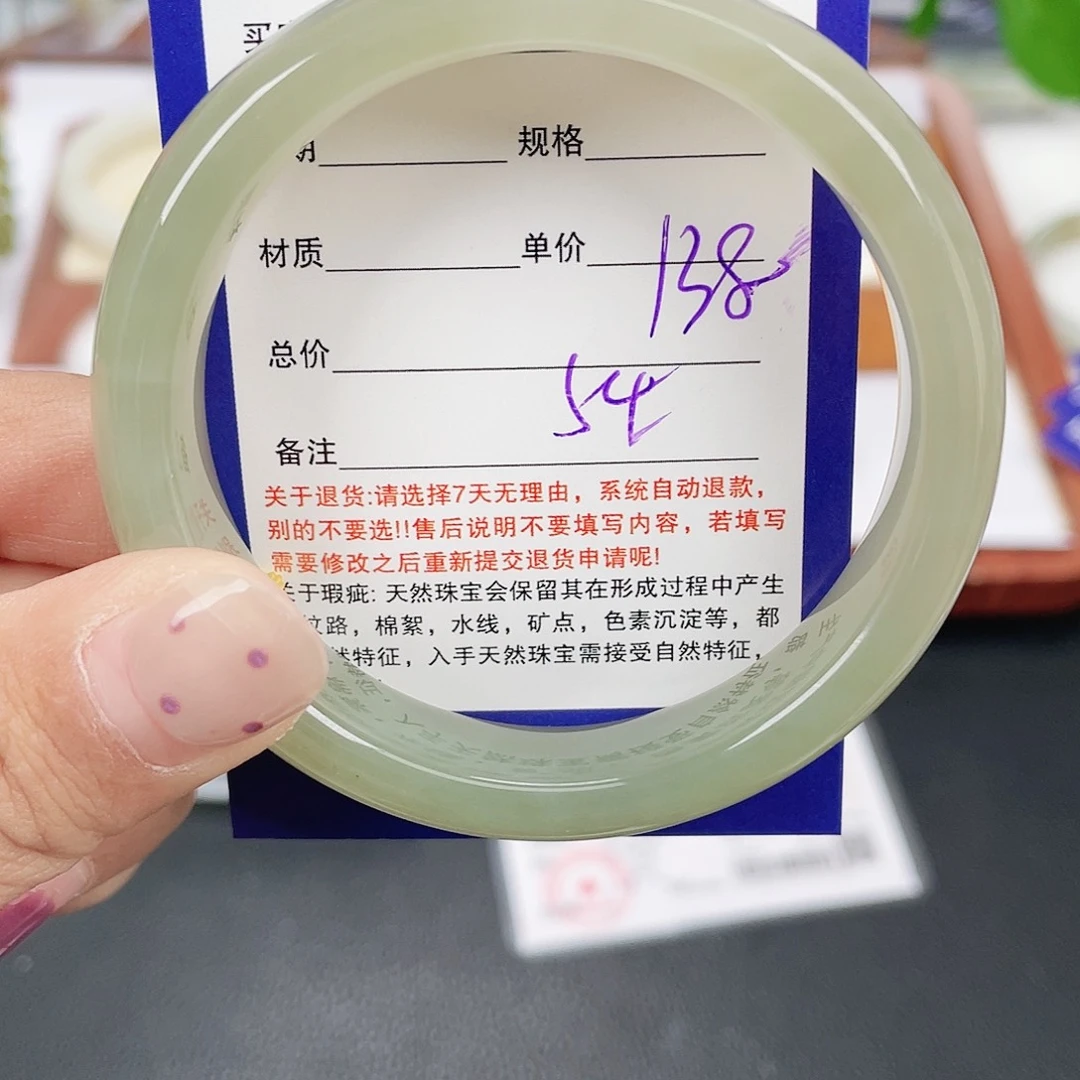 买
期 规格
材质 单价 138
总价
54
备注
关于退货:请选择7天无理由，系统自动退款，
别的不要选!!售后说明不要填写内容，若填写
需要修改之后重新提交退货申请呢!
关于瑕疵: 天然珠宝会保留其在形成过程中产生
纹路，棉絮，水线，矿点，色素沉淀等，都
然特征，入手天然珠宝需接受自然特征，